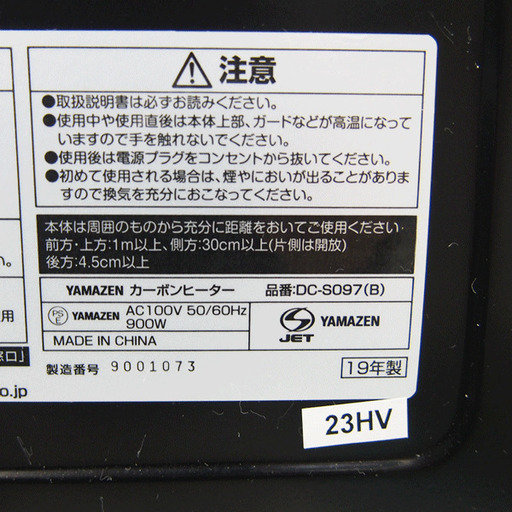 注意
●取扱説明書は必ずお読みください。
●使用中や使用直後は本体上部、ガードなどが高温になって
いますので手を触れないでください。
●使用後は電源プラグをコンセントから抜いてください。
●初めて使用される場合は、煙やにおいが出ることがありま
すので換気を充分におこなってください。
本体は周囲のものから充分に距離をおいてご使用ください
前方・上方:1m以上、側方:30cm以上(片側は開放)
後方:4.5cm以上
い。
YAMAZEN カーボンヒーター 品番:DC-S097(B)
PSE YAMAZEN AC100V 50/60Hz
900W
JET YAMAZEN
用
MADE IN CHINA
窓口」
製造番号 9001073 19年製
o.jp
23HV